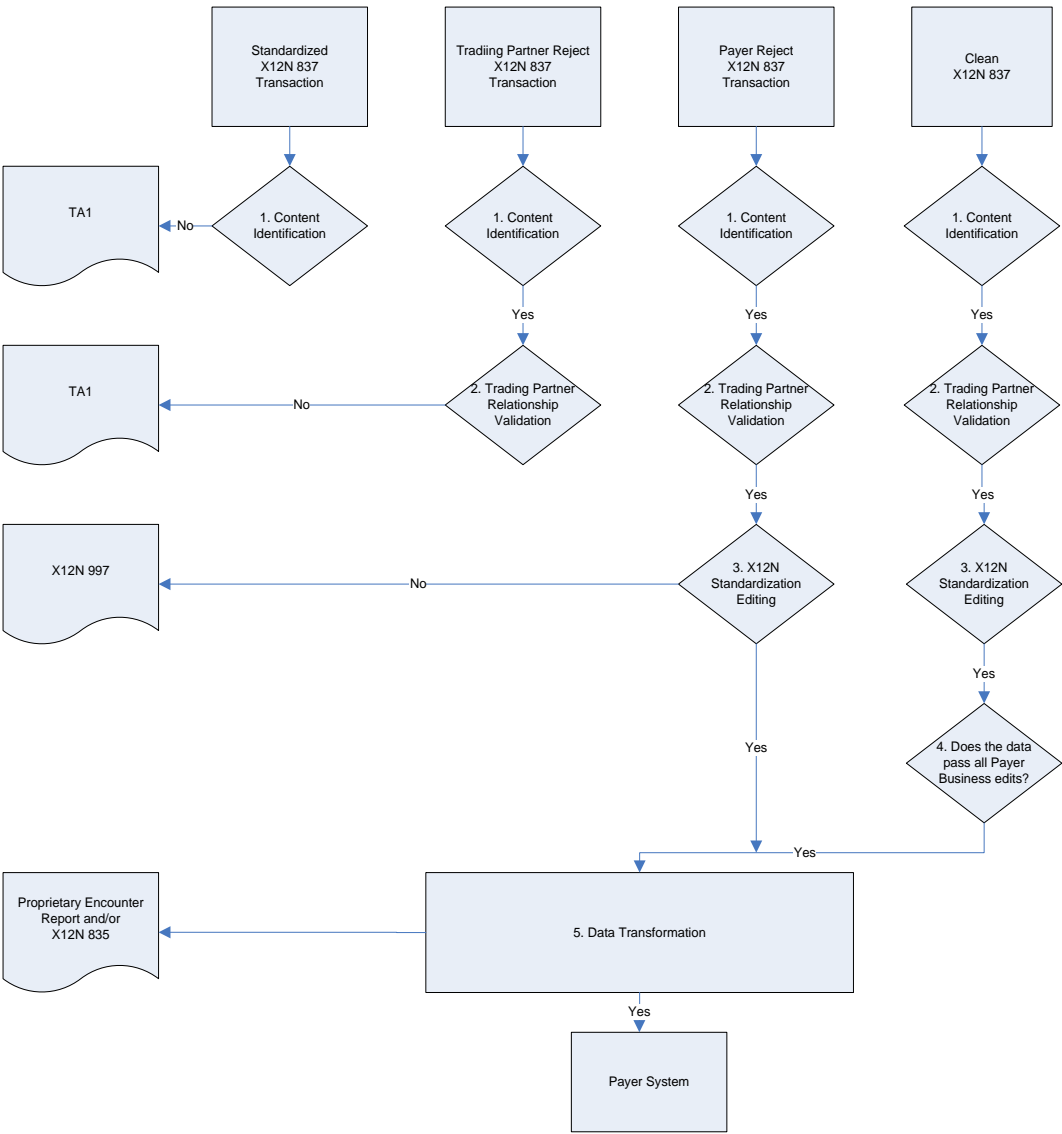 Standardized
X12N 837
Transaction
Tradiing Partner Reject
X12N 837
Transaction
Payer Reject
X12N 837
Transaction
Clean
X12N 837
TA1
No
1. Content
Identification
1. Content
Identification
1. Content
Identification
1. Content
Identification
Yes
Yes
Yes
TA1
No
2. Trading Partner
Relationship
Validation
2. Trading Partner
Relationship
Validation
2. Trading Partner
Relationship
Validation
Yes
Yes
X12N 997
No
3. X12N
Standardization
Editing
3. X12N
Standardization
Editing
Yes
Yes
4. Does the data
pass all Payer
Business edits?
Yes
Proprietary Encounter
Report and/or
X12N 835
5. Data Transformation
Yes
Payer System